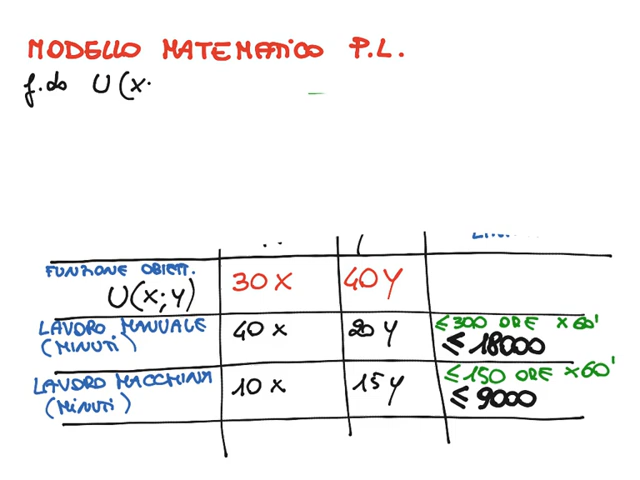 MODELLO MATEMATICO P.L.
f.do U(x.
FUNZIONE OBIETT.
U(x;y) 30x 40y
LAVORO MANUALE 40x 20y ≤300 ORE x60'
(MINUTI) ≤18000
LAVORO MACCHINA 10x 15y ≤150 ORE x60'
(MINUTI) ≤9000